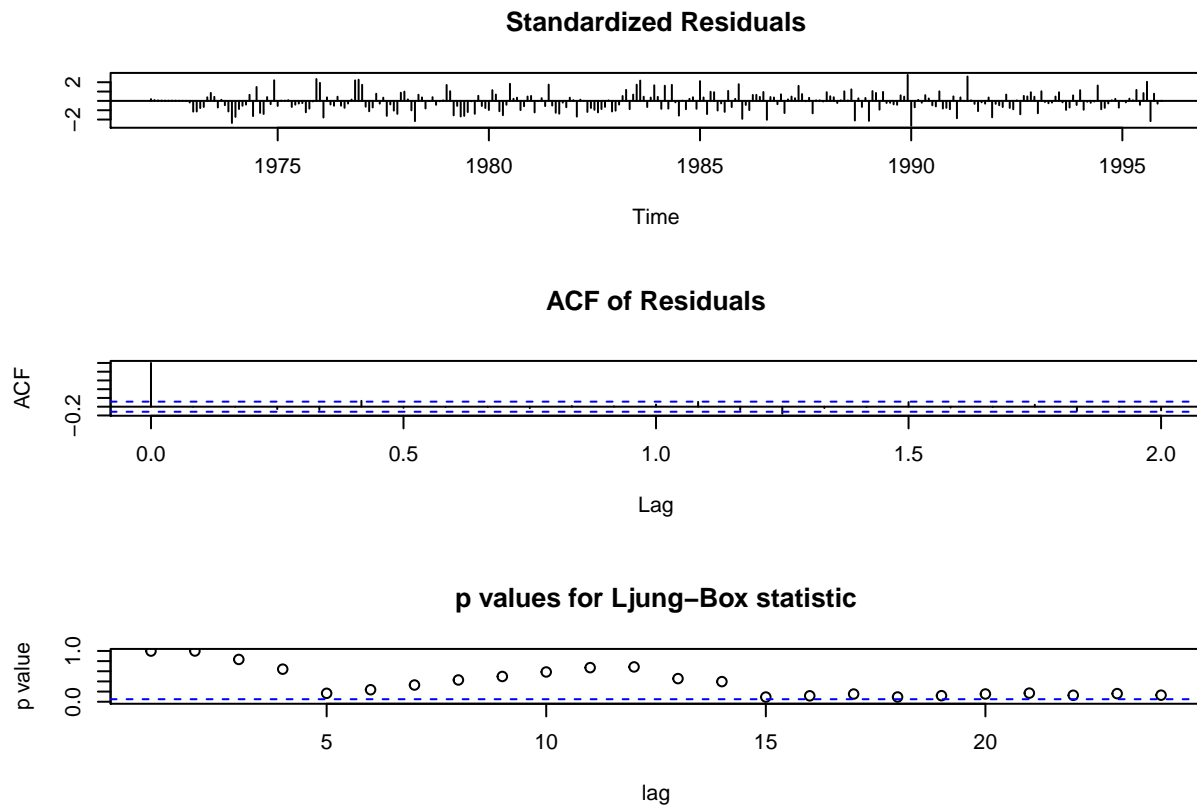 Standardized Residuals
2
−2
1975 1980 1985 1990 1995
Time
ACF of Residuals
ACF
−0.2
0.0 0.5 1.0 1.5 2.0
Lag
p values for Ljung−Box statistic
p value
1.0
0.0
5 10 15 20
lag